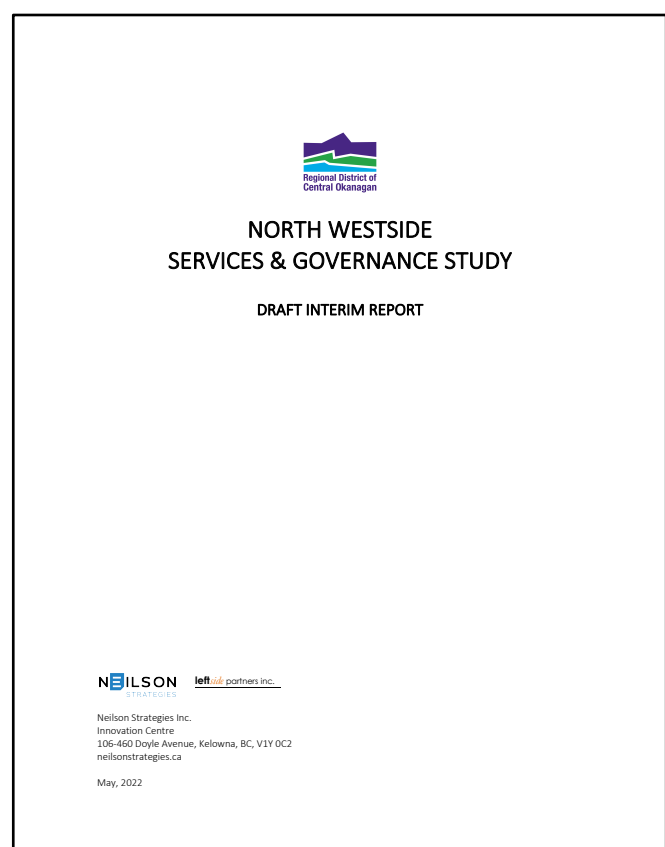 Regional District of
Central Okanagan
NORTH WESTSIDE
SERVICES & GOVERNANCE STUDY
DRAFT INTERIM REPORT
NEILSON
STRATEGIES
leftside partners inc.
Neilson Strategies Inc.
Innovation Centre
106-460 Doyle Avenue, Kelowna, BC, V1Y 0C2
neilsonstrategies.ca
May, 2022